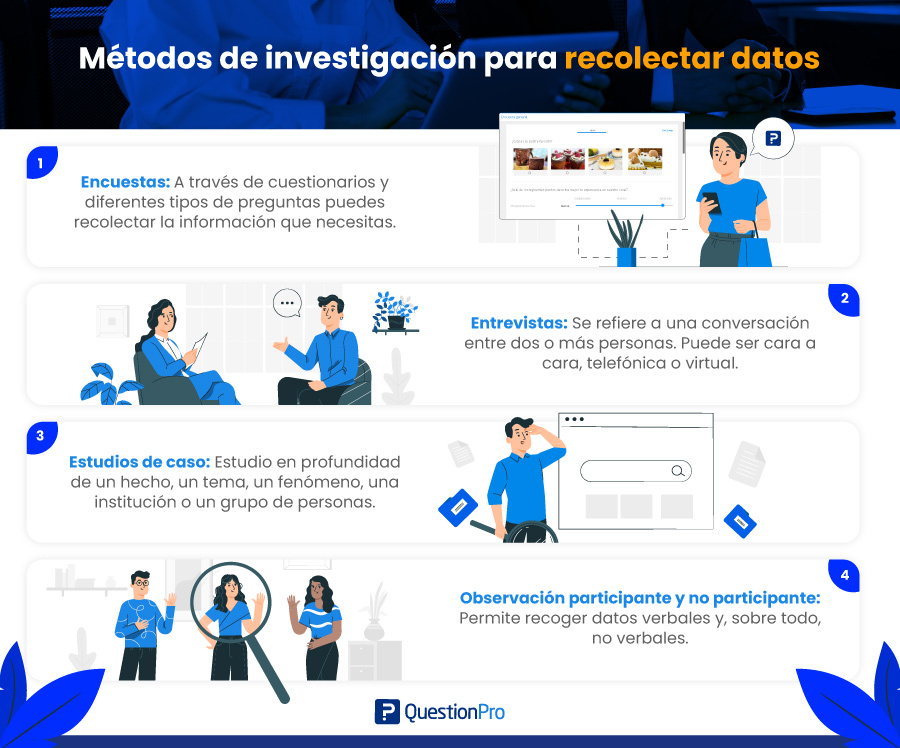 Métodos de investigación para recolectar datos
1
Encuestas: A través de cuestionarios y
diferentes tipos de preguntas puedes
recolectar la información que necesitas.
2
Entrevistas: Se refiere a una conversación
entre dos o más personas. Puede ser cara a
cara, telefónica o virtual.
3
Estudios de caso: Estudio en profundidad
de un hecho, un tema, un fenómeno, una
institución o un grupo de personas.
4
Observación participante y no participante:
Permite recoger datos verbales y, sobre todo,
no verbales.
QuestionPro